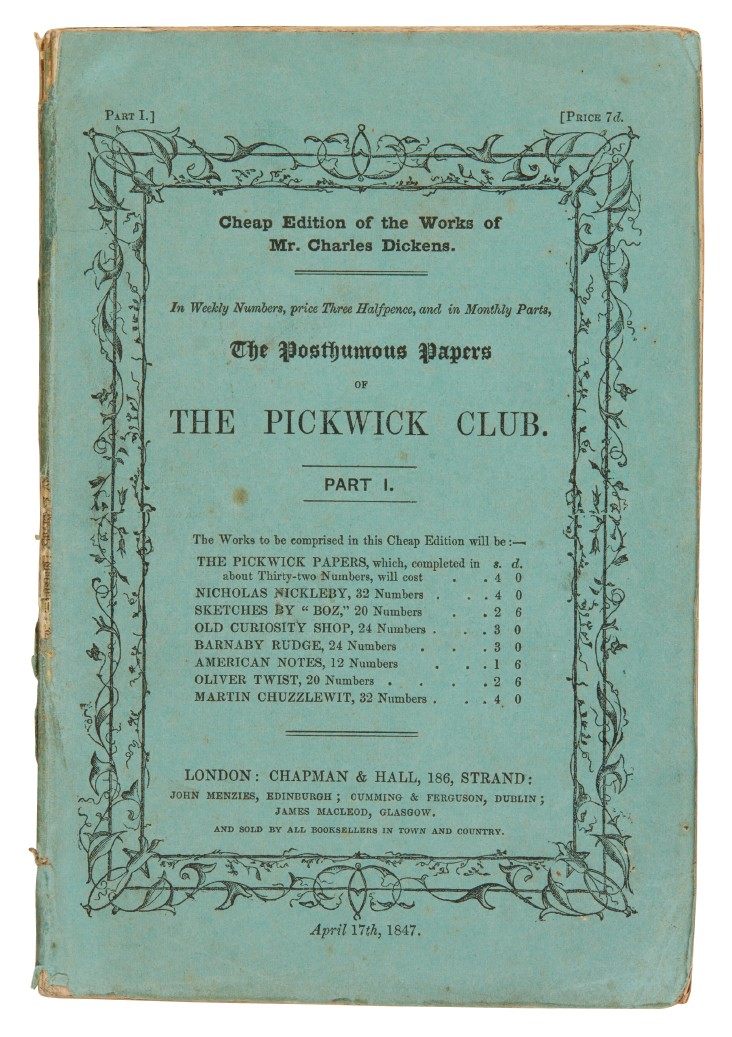 PART I.] [PRICE 7d.
Cheap Edition of the Works of
Mr. Charles Dickens.
In Weekly Numbers, price Three Halfpence, and in Monthly Parts,
The Posthumous Papers
OF
THE PICKWICK CLUB.
PART I.
The Works to be comprised in this Cheap Edition will be:—
THE PICKWICK PAPERS, which, completed in s. d.
about Thirty-two Numbers, will cost . . 4 0
NICHOLAS NICKLEBY, 32 Numbers . . . 4 0
SKETCHES BY "BOZ," 20 Numbers . . 2 6
OLD CURIOSITY SHOP, 24 Numbers . . . 3 0
BARNABY RUDGE, 24 Numbers . . . 3 0
AMERICAN NOTES, 12 Numbers . . . 1 6
OLIVER TWIST, 20 Numbers . . . . 2 6
MARTIN CHUZZLEWIT, 32 Numbers . . . 4 0
LONDON: CHAPMAN & HALL, 186, STRAND:
JOHN MENZIES, EDINBURGH; CUMMING & FERGUSON, DUBLIN;
JAMES MACLEOD, GLASGOW.
AND SOLD BY ALL BOOKSELLERS IN TOWN AND COUNTRY.
April 17th, 1847.